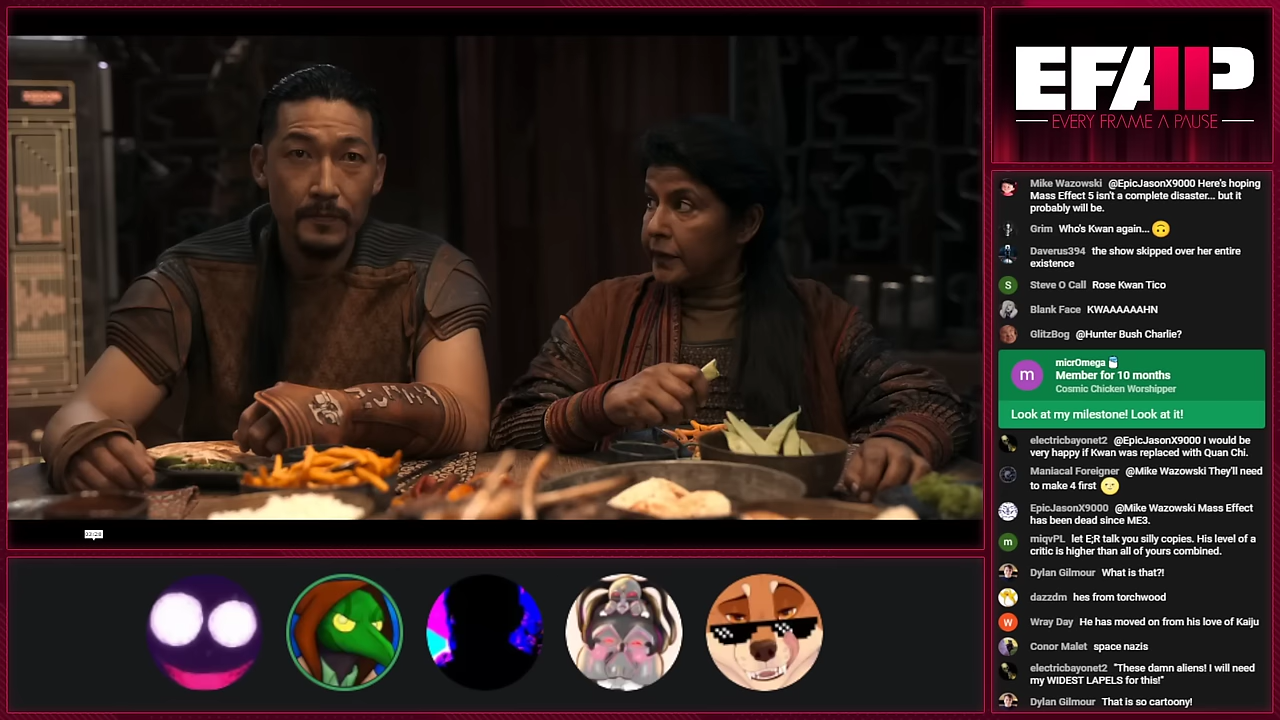 EFAP
EVERY FRAME A PAUSE
Mike Wazowski @EpicJasonX9000 Here's hoping
Mass Effect 5 isn't a complete disaster... but it
probably will be.
Grim Who's Kwan again...
Daverus394 the show skipped over her entire
existence
S
Steve O Call Rose Kwan Tico
Blank Face KWAAAAAAHN
GlitzBog @Hunter Bush Charlie?
m
micrOmega
Member for 10 months
Cosmic Chicken Worshipper
Look at my milestone! Look at it!
electricbayonet2 @EpicJasonX9000 I would be
very happy if Kwan was replaced with Quan Chi.
Maniacal Foreigner @Mike Wazowski They'll need
to make 4 first
EpicJasonX9000 @Mike Wazowski Mass Effect
has been dead since ME3.
m
miqvPL let E;R talk you silly copies. His level of a
critic is higher than all of yours combined.
Dylan Gilmour What is that?!
dazzdm hes from torchwood
W
Wray Day He has moved on from his love of Kaiju
Conor Malet space nazis
electricbayonet2 "These damn aliens! I will need
my WIDEST LAPELS for this!"
Dylan Gilmour That is so cartoony!